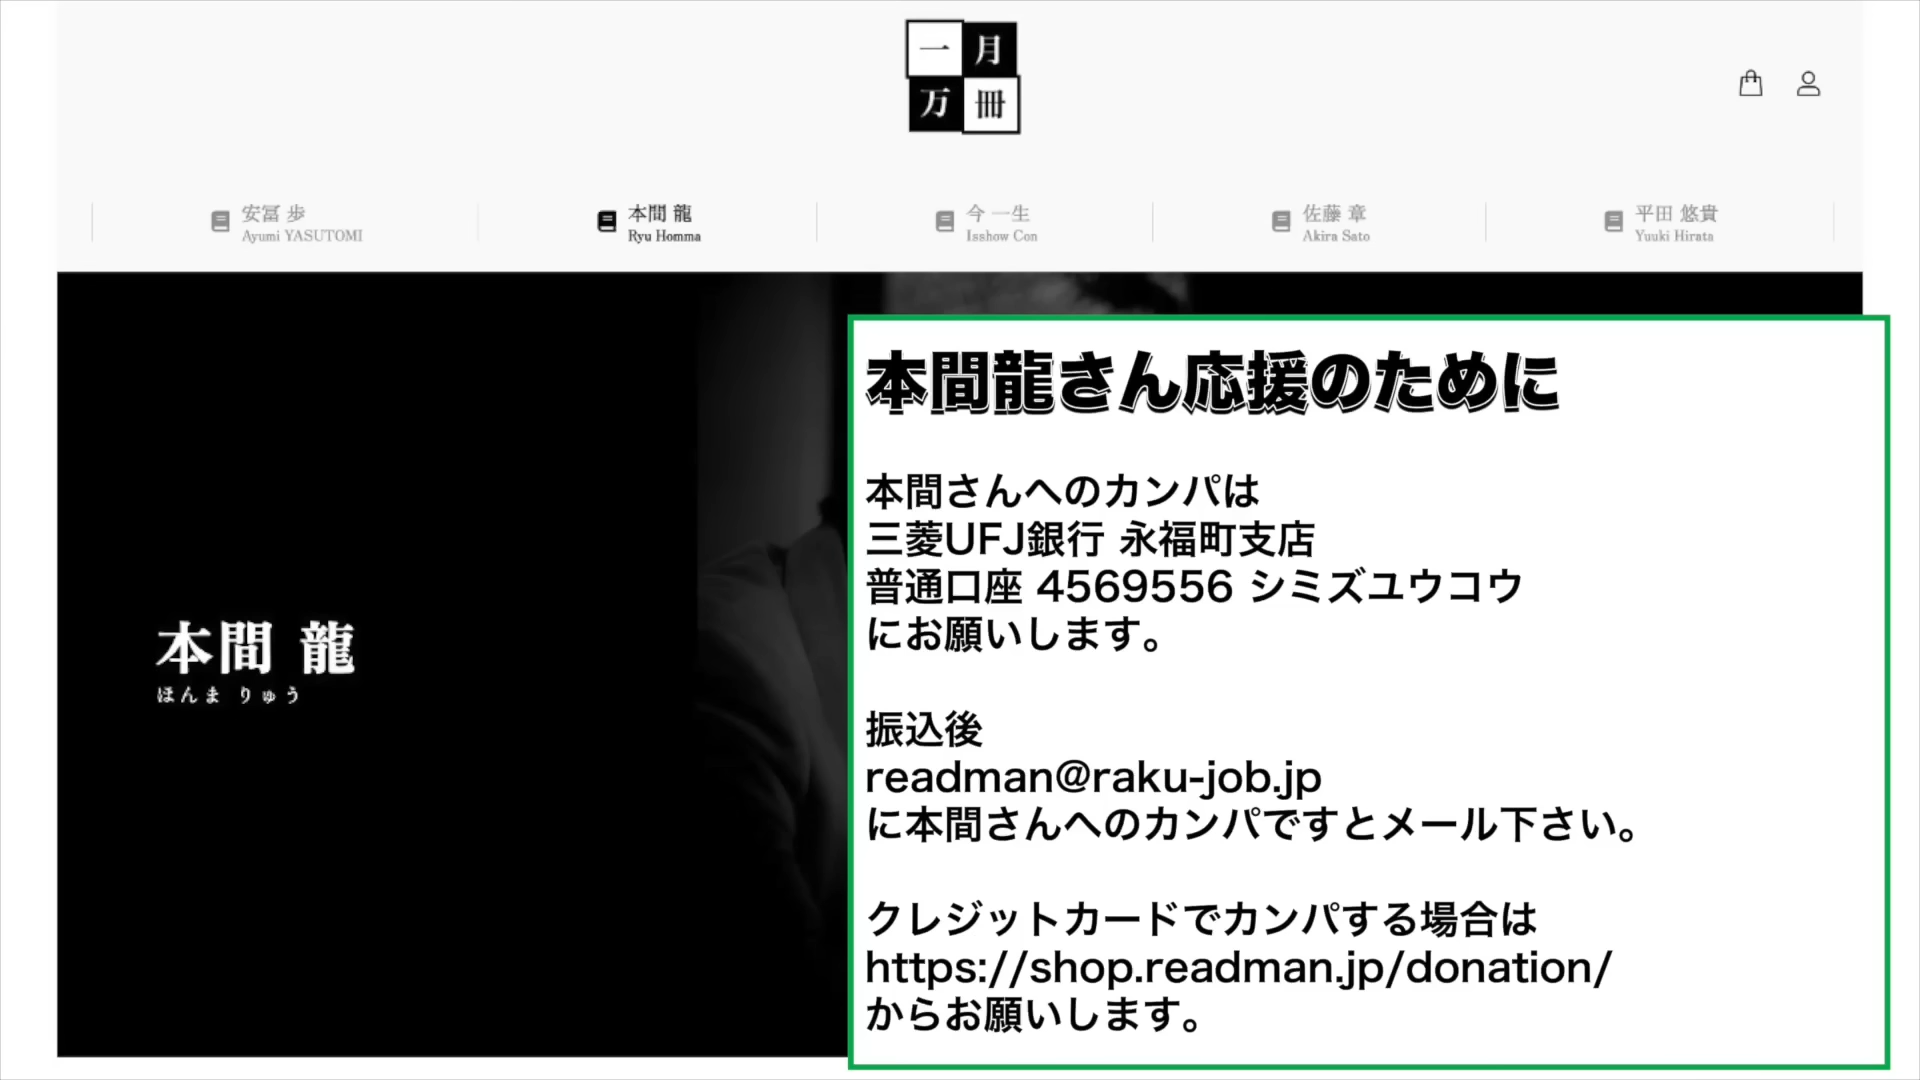 一月
万冊
安冨 歩
Ayumi YASUTOMI
本間 龍
Ryu Homma
今 一生
Isshow Con
佐藤 章
Akira Sato
平田 悠貴
Yuuki Hirata
本間 龍
ほんま りゅう
本間龍さん応援のために
本間さんへのカンパは
三菱UFJ銀行 永福町支店
普通口座 4569556 シミズユウコウ
にお願いします。
振込後
readman@raku-job.jp
に本間さんへのカンパですとメール下さい。
クレジットカードでカンパする場合は
https://shop.readman.jp/donation/
からお願いします。